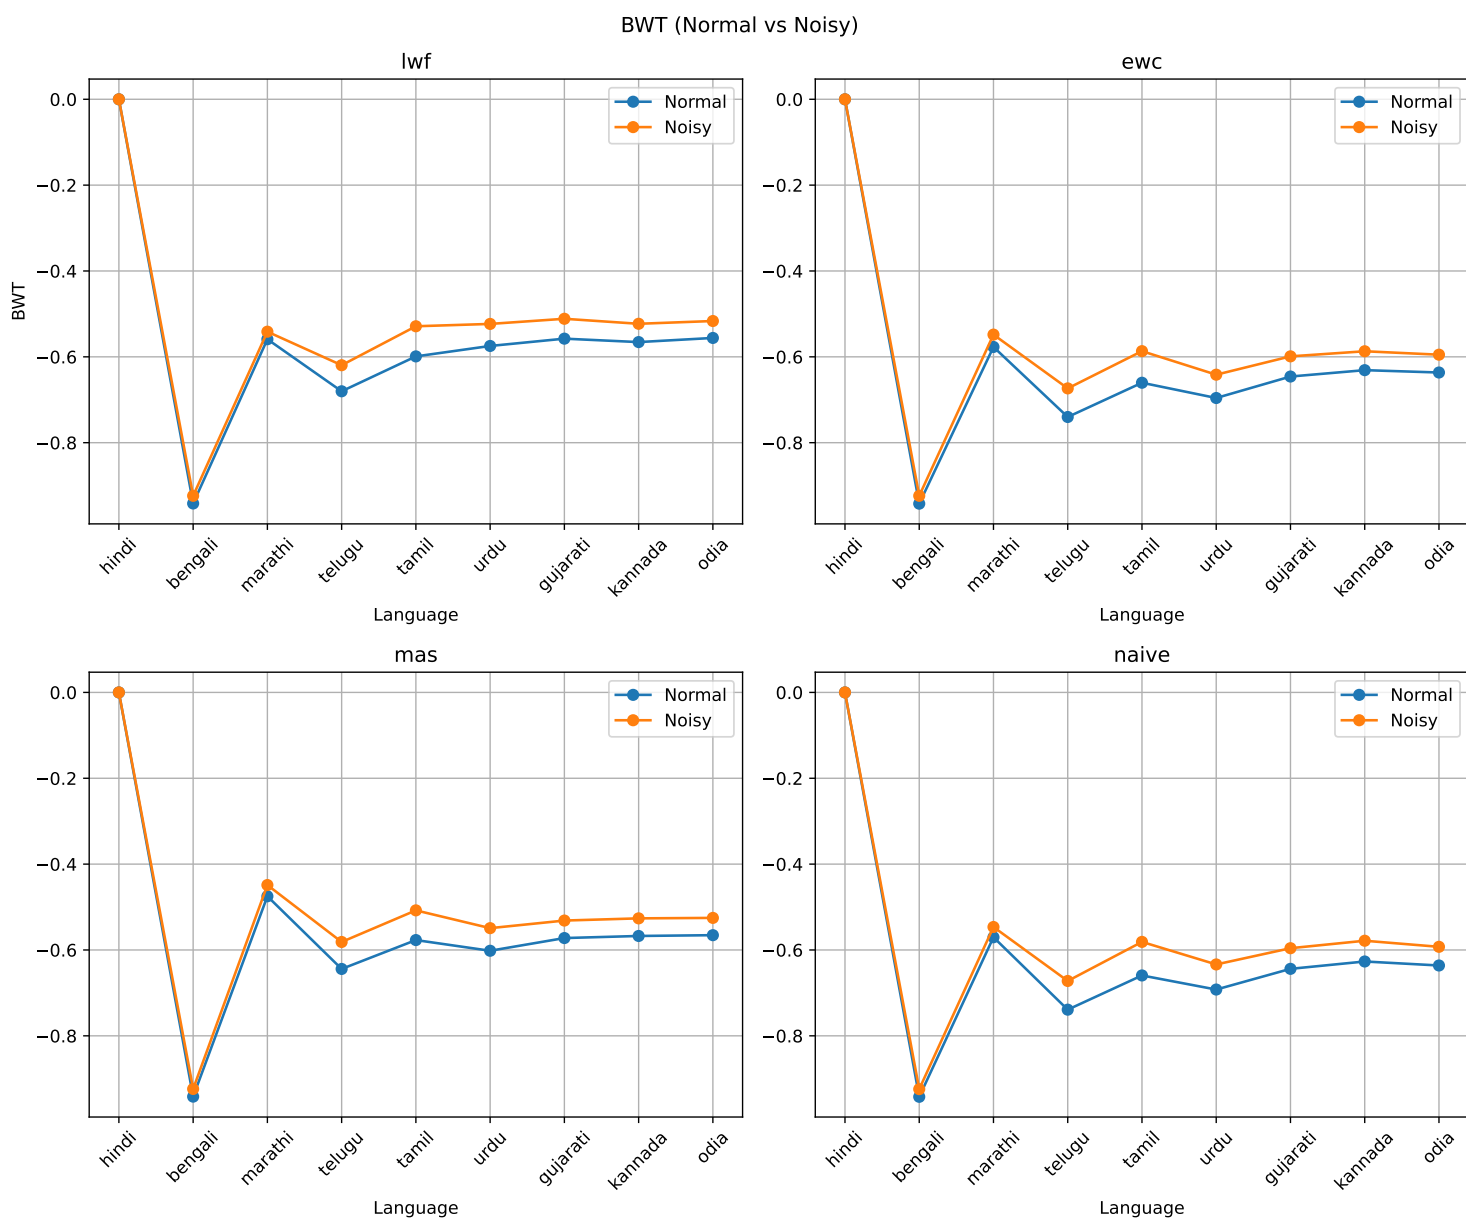 BWT (Normal vs Noisy)
lwf
Normal
Noisy
0.0
−0.2
−0.4
−0.6
−0.8
BWT
hindi
bengali
marathi
telugu
tamil
urdu
gujarati
kannada
odia
Language
ewc
Normal
Noisy
0.0
−0.2
−0.4
−0.6
−0.8
hindi
bengali
marathi
telugu
tamil
urdu
gujarati
kannada
odia
Language
mas
Normal
Noisy
0.0
−0.2
−0.4
−0.6
−0.8
hindi
bengali
marathi
telugu
tamil
urdu
gujarati
kannada
odia
Language
naive
Normal
Noisy
0.0
−0.2
−0.4
−0.6
−0.8
hindi
bengali
marathi
telugu
tamil
urdu
gujarati
kannada
odia
Language